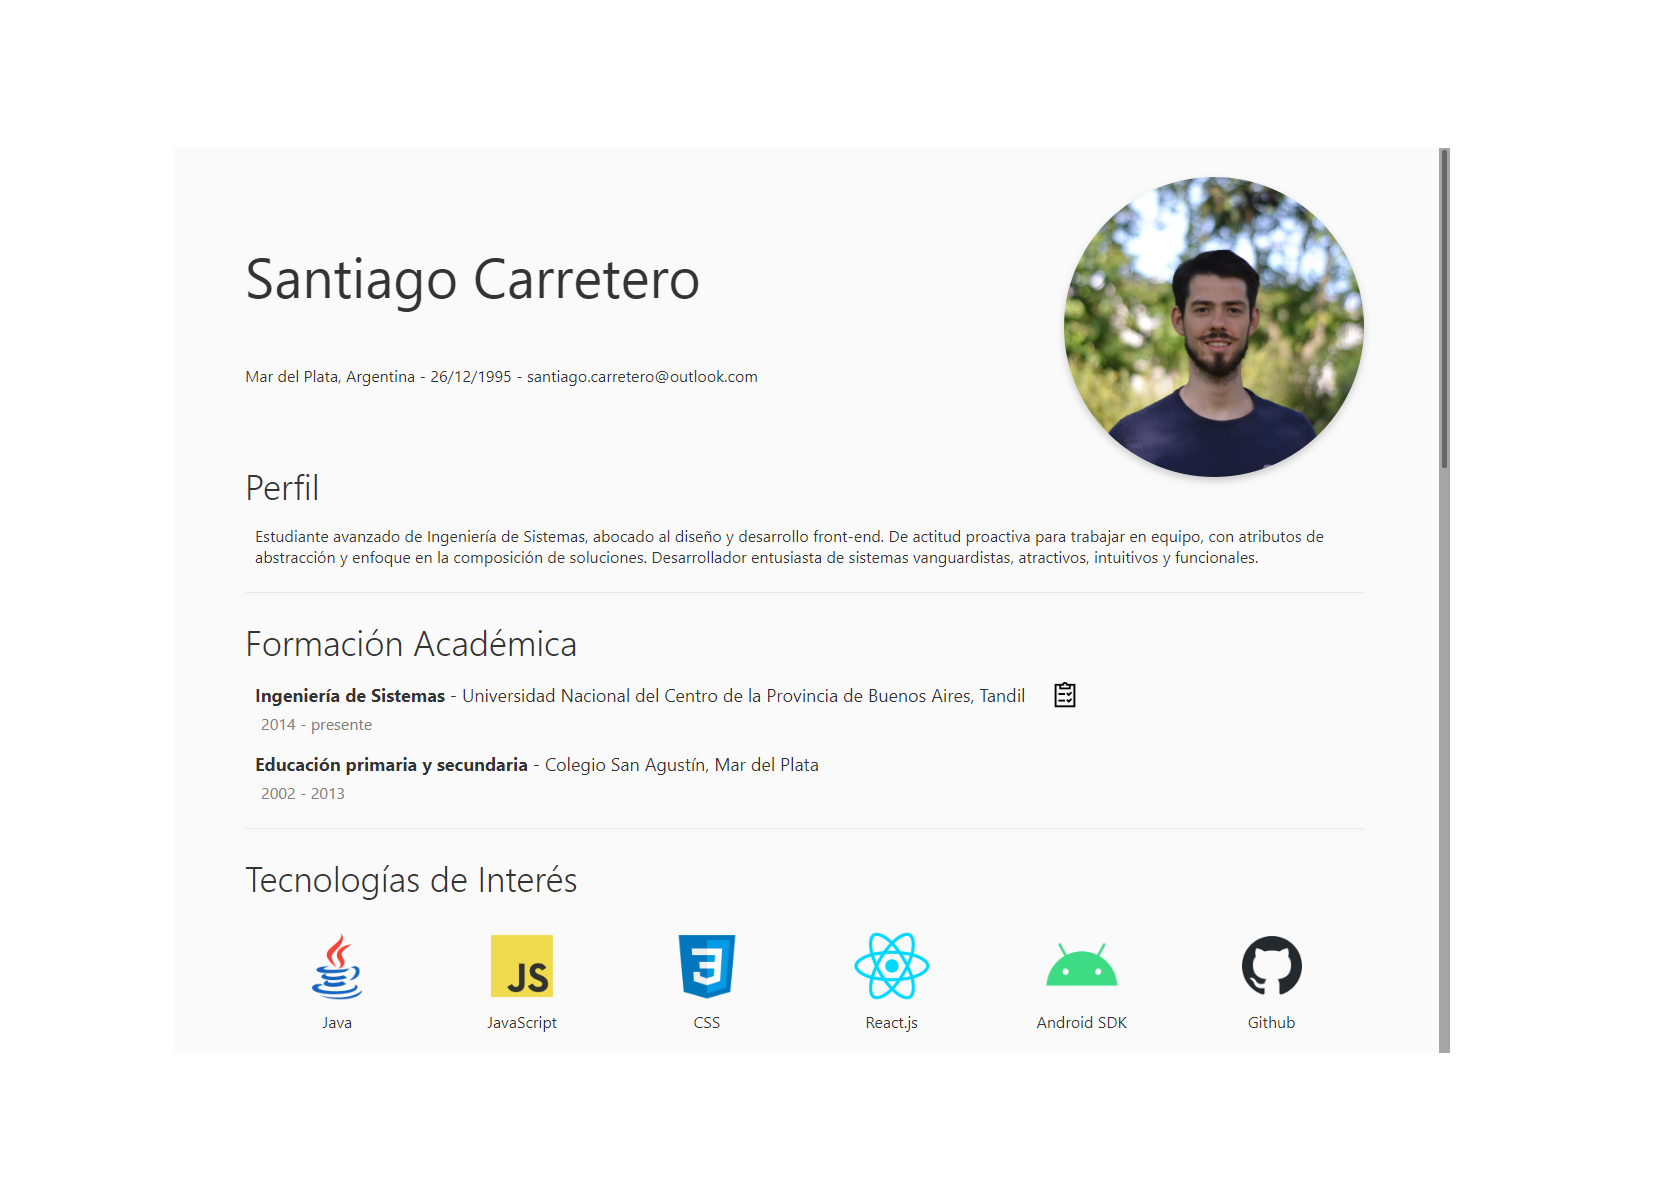 Santiago Carretero
Mar del Plata, Argentina - 26/12/1995 - santiago.carretero@outlook.com
Perfil
Estudiante avanzado de Ingeniería de Sistemas, abocado al diseño y desarrollo front-end. De actitud proactiva para trabajar en equipo, con atributos de
abstracción y enfoque en la composición de soluciones. Desarrollador entusiasta de sistemas vanguardistas, atractivos, intuitivos y funcionales.
Formación Académica
Ingeniería de Sistemas - Universidad Nacional del Centro de la Provincia de Buenos Aires, Tandil
2014 - presente
Educación primaria y secundaria - Colegio San Agustín, Mar del Plata
2002 - 2013
Tecnologías de Interés
JS
3
Java
JavaScript
CSS
React.js
Android SDK
Github